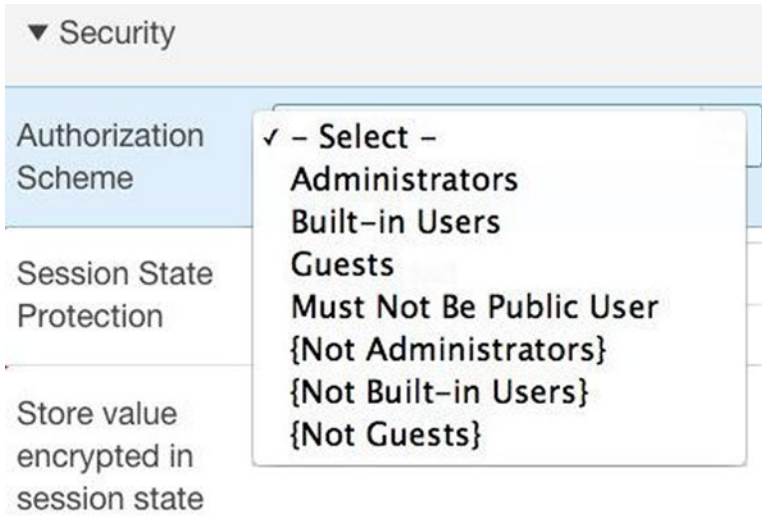 ▼ Security
Authorization
Scheme
✓ – Select –
Administrators
Built–in Users
Guests
Must Not Be Public User
{Not Administrators}
{Not Built–in Users}
{Not Guests}
Session State
Protection
Store value
encrypted in
session state